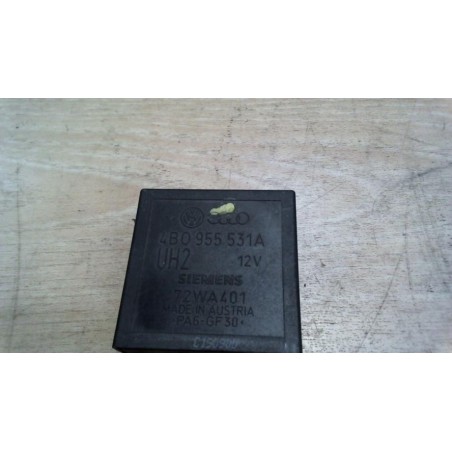 4B0 955 531A
UH2 12V
SIEMENS
72WA401
MADE IN AUSTRIA
PA6-GF30